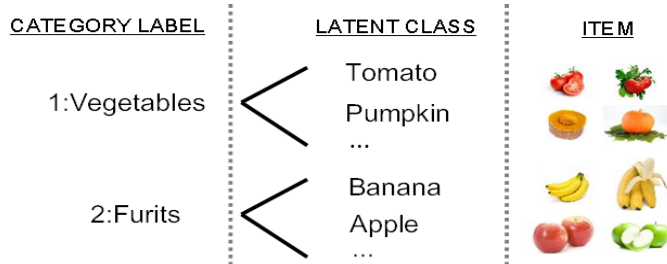 CATEGORY LABEL
LATENT CLASS
ITEM
1:Vegetables
Tomato
Pumpkin
...
2:Furits
Banana
Apple
...